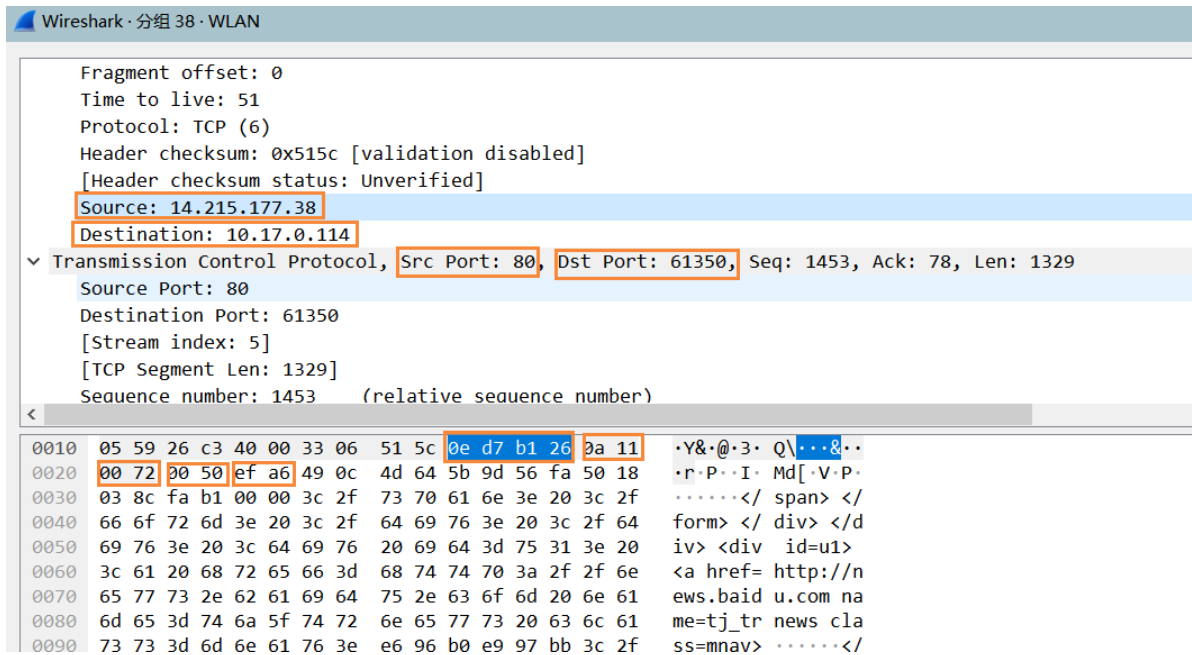 Wireshark · 分组 38 · WLAN
Fragment offset: 0
Time to live: 51
Protocol: TCP (6)
Header checksum: 0x515c [validation disabled]
[Header checksum status: Unverified]
Source: 14.215.177.38
Destination: 10.17.0.114
Transmission Control Protocol, Src Port: 80, Dst Port: 61350, Seq: 1453, Ack: 78, Len: 1329
Source Port: 80
Destination Port: 61350
[Stream index: 5]
[TCP Segment Len: 1329]
Sequence number: 1453 (relative sequence number)
0010 05 59 26 c3 40 00 33 06 51 5c 0e d7 b1 26 0a 11 ·Y&·@·3· Q\···&··
0020 00 72 00 50 ef a6 49 0c 4d 64 5b 9d 56 fa 50 18 ·r·P··I· Md[·V·P·
0030 03 8c fa b1 00 00 3c 2f 73 70 61 6e 3e 20 3c 2f ······</ span> </
0040 66 6f 72 6d 3e 20 3c 2f 64 69 76 3e 20 3c 2f 64 form> </ div> </d
0050 69 76 3e 20 3c 64 69 76 20 69 64 3d 75 31 3e 20 iv> <div id=u1>
0060 3c 61 20 68 72 65 66 3d 68 74 74 70 3a 2f 2f 6e <a href= http://n
0070 65 77 73 2e 62 61 69 64 75 2e 63 6f 6d 20 6e 61 ews.baid u.com na
0080 6d 65 3d 74 6a 5f 74 72 6e 65 77 73 20 63 6c 61 me=tj_tr news cla
0090 73 73 3d 6d 6e 61 76 3e e6 96 b0 e9 97 bb 3c 2f ss=mnav> ······</